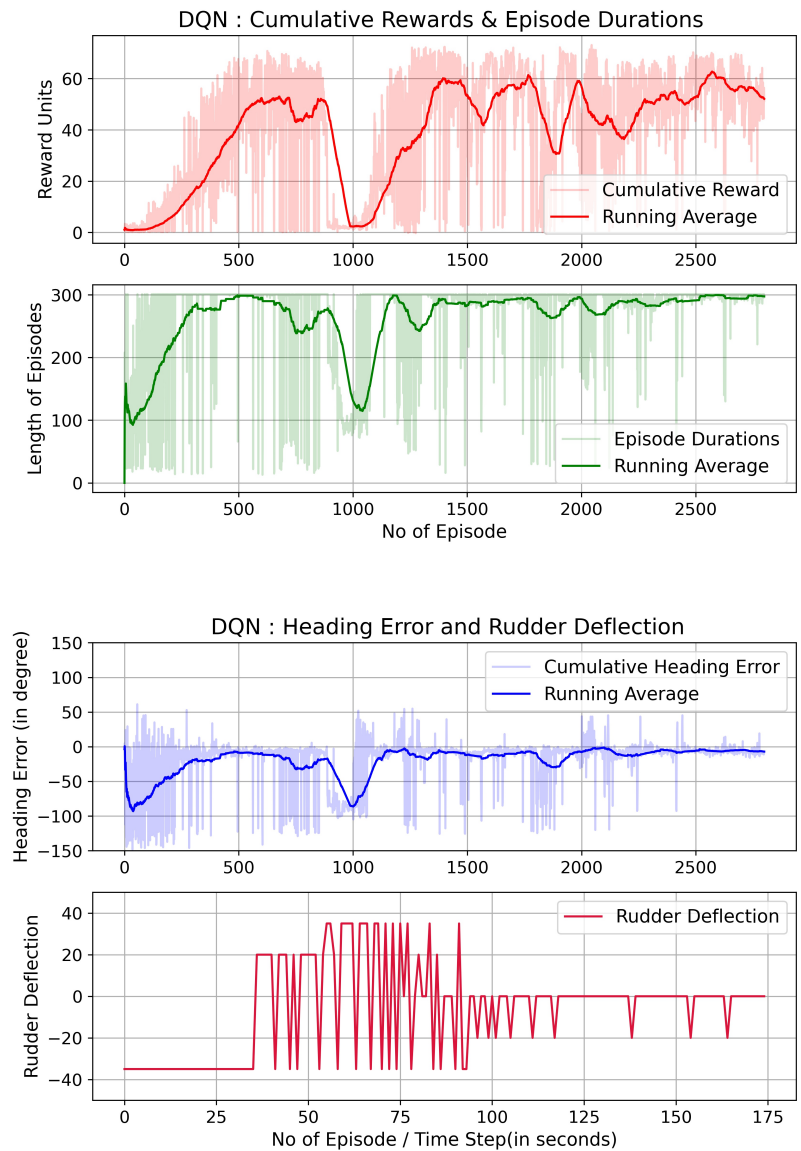 DQN : Cumulative Rewards & Episode Durations
Reward Units
60
40
20
0
Cumulative Reward
Running Average
0 500 1000 1500 2000 2500
Length of Episodes
300
200
100
0
Episode Durations
Running Average
0 500 1000 1500 2000 2500
No of Episode
DQN : Heading Error and Rudder Deflection
Heading Error (in degree)
150
100
50
0
−50
−100
−150
Cumulative Heading Error
Running Average
0 500 1000 1500 2000 2500
Rudder Deflection
40
20
0
−20
−40
Rudder Deflection
0 25 50 75 100 125 150 175
No of Episode / Time Step(in seconds)